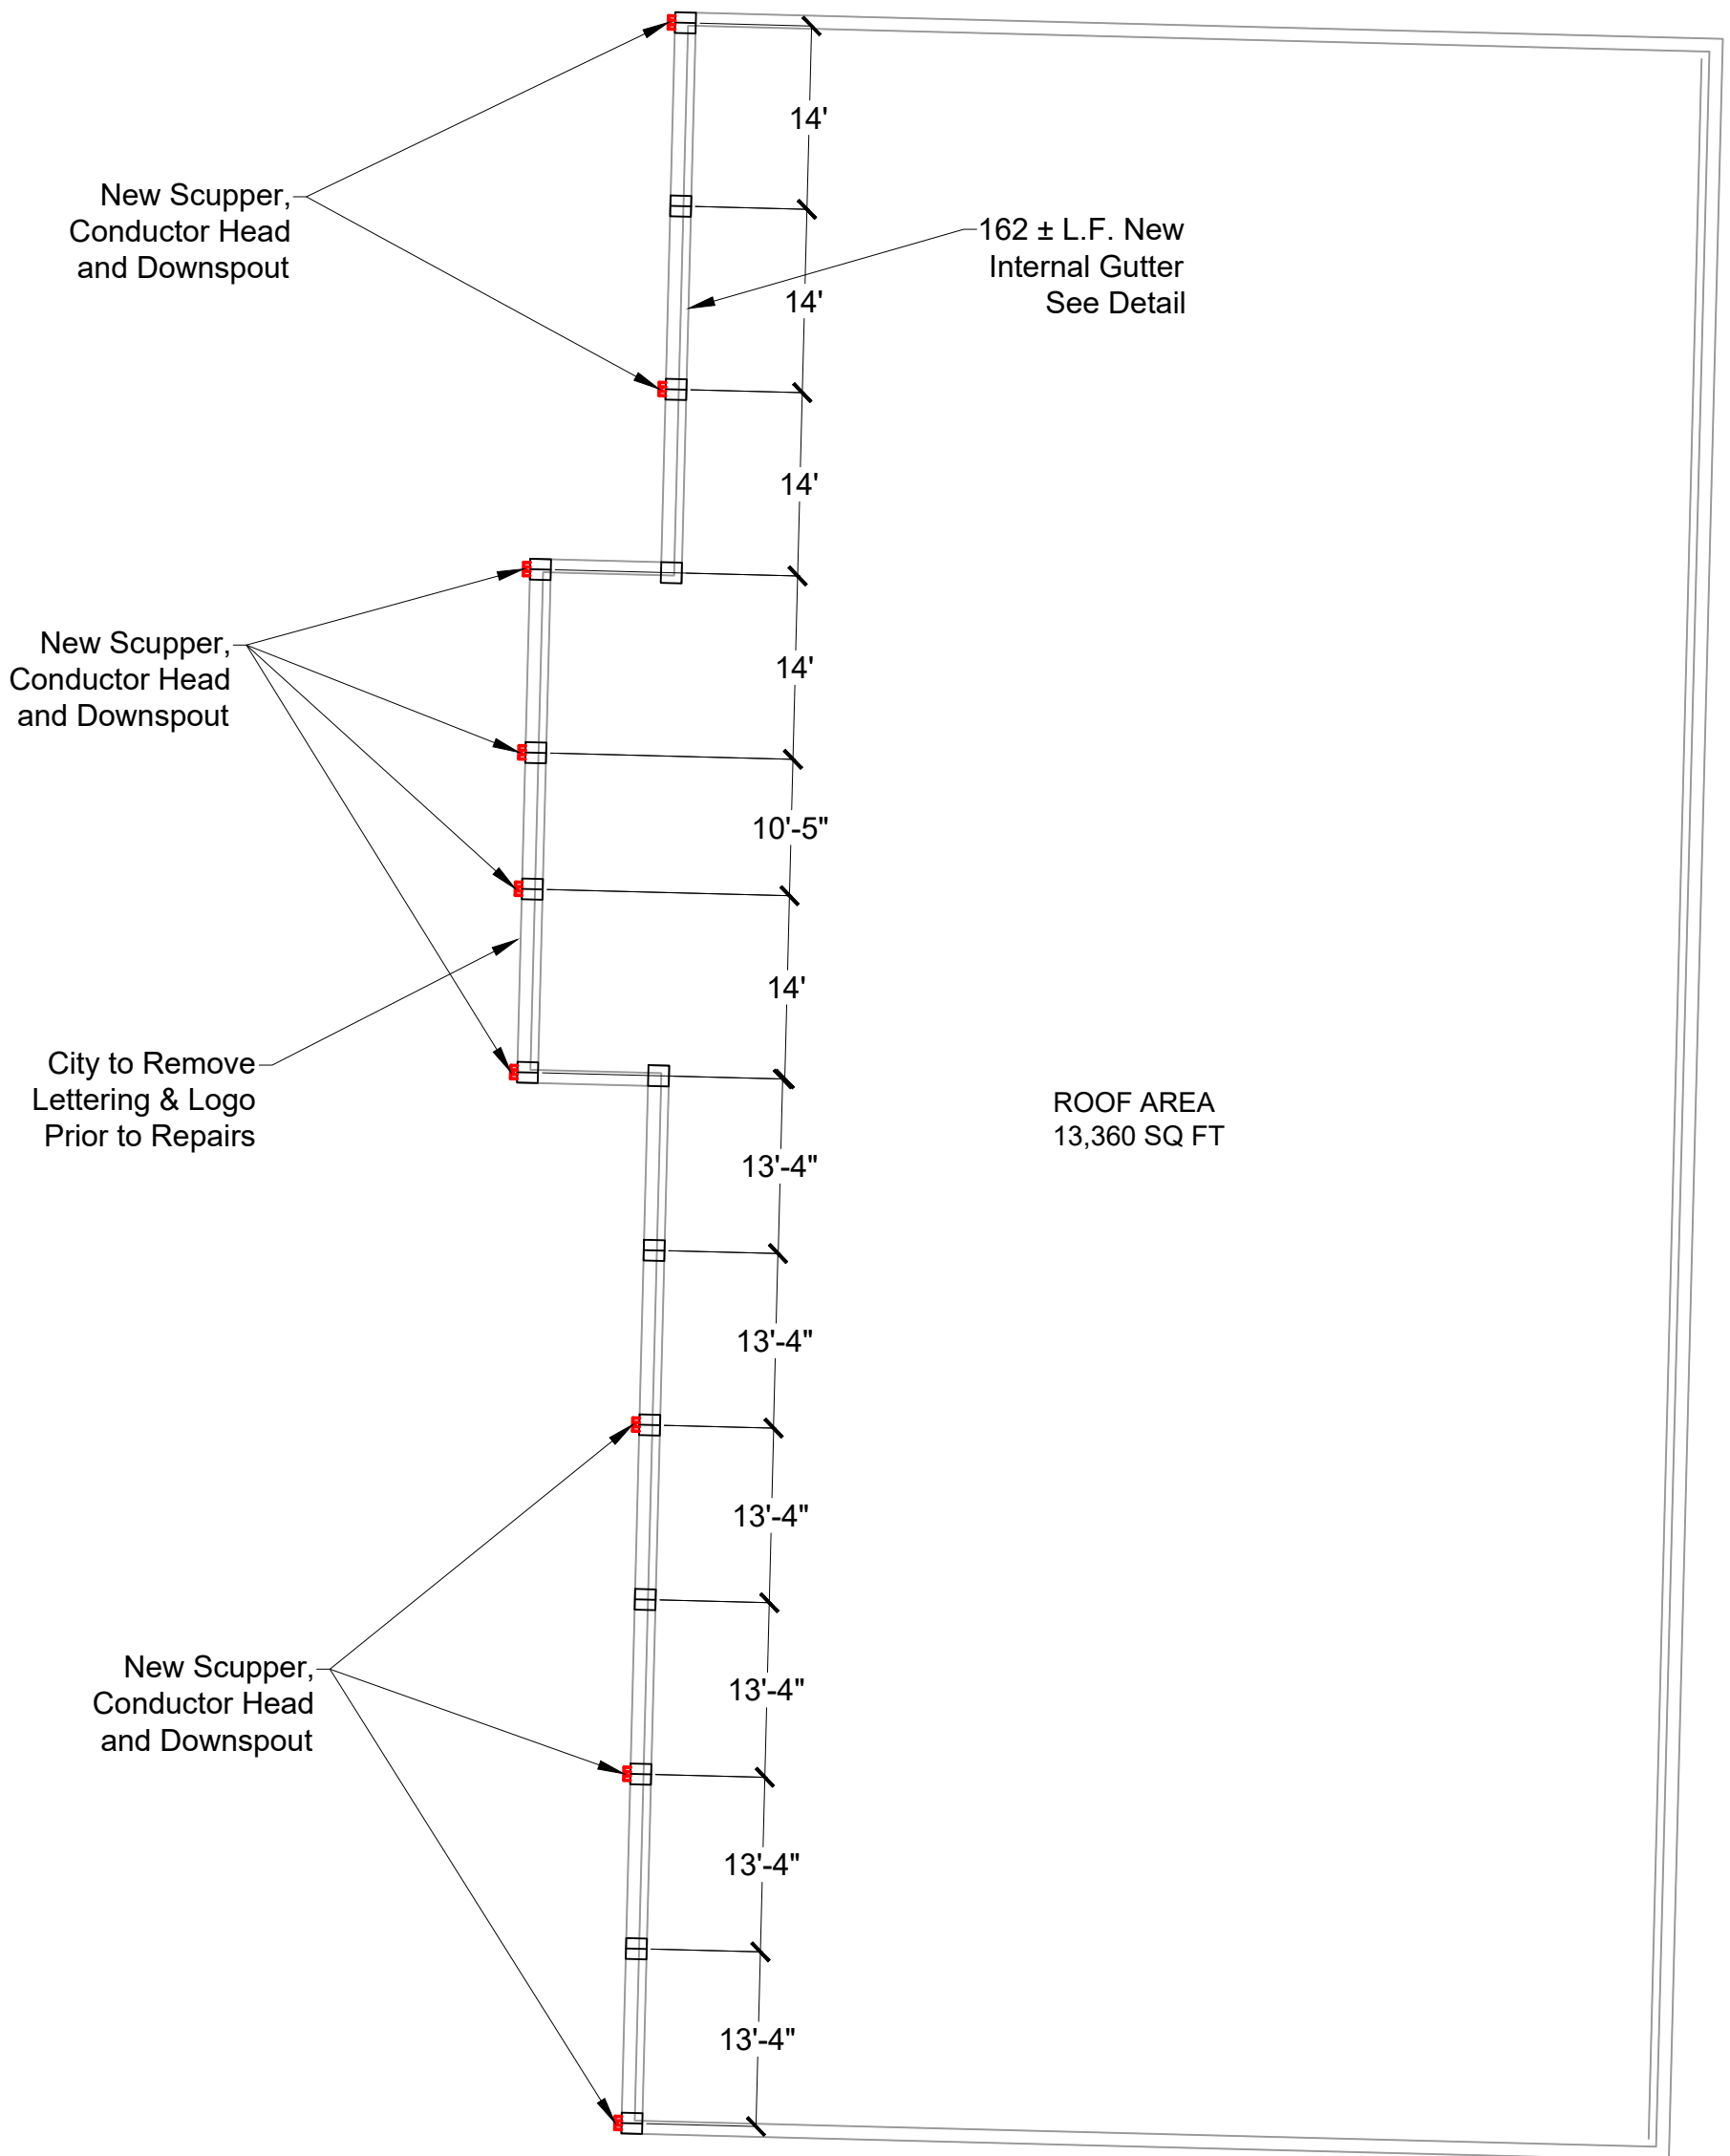 14'
New Scupper,
Conductor Head
and Downspout
162 ± L.F. New
Internal Gutter
See Detail
14'
14'
New Scupper,
Conductor Head
and Downspout
14'
10'-5"
14'
City to Remove
Lettering & Logo
Prior to Repairs
ROOF AREA
13,360 SQ FT
13'-4"
13'-4"
13'-4"
New Scupper,
Conductor Head
and Downspout
13'-4"
13'-4"
13'-4"